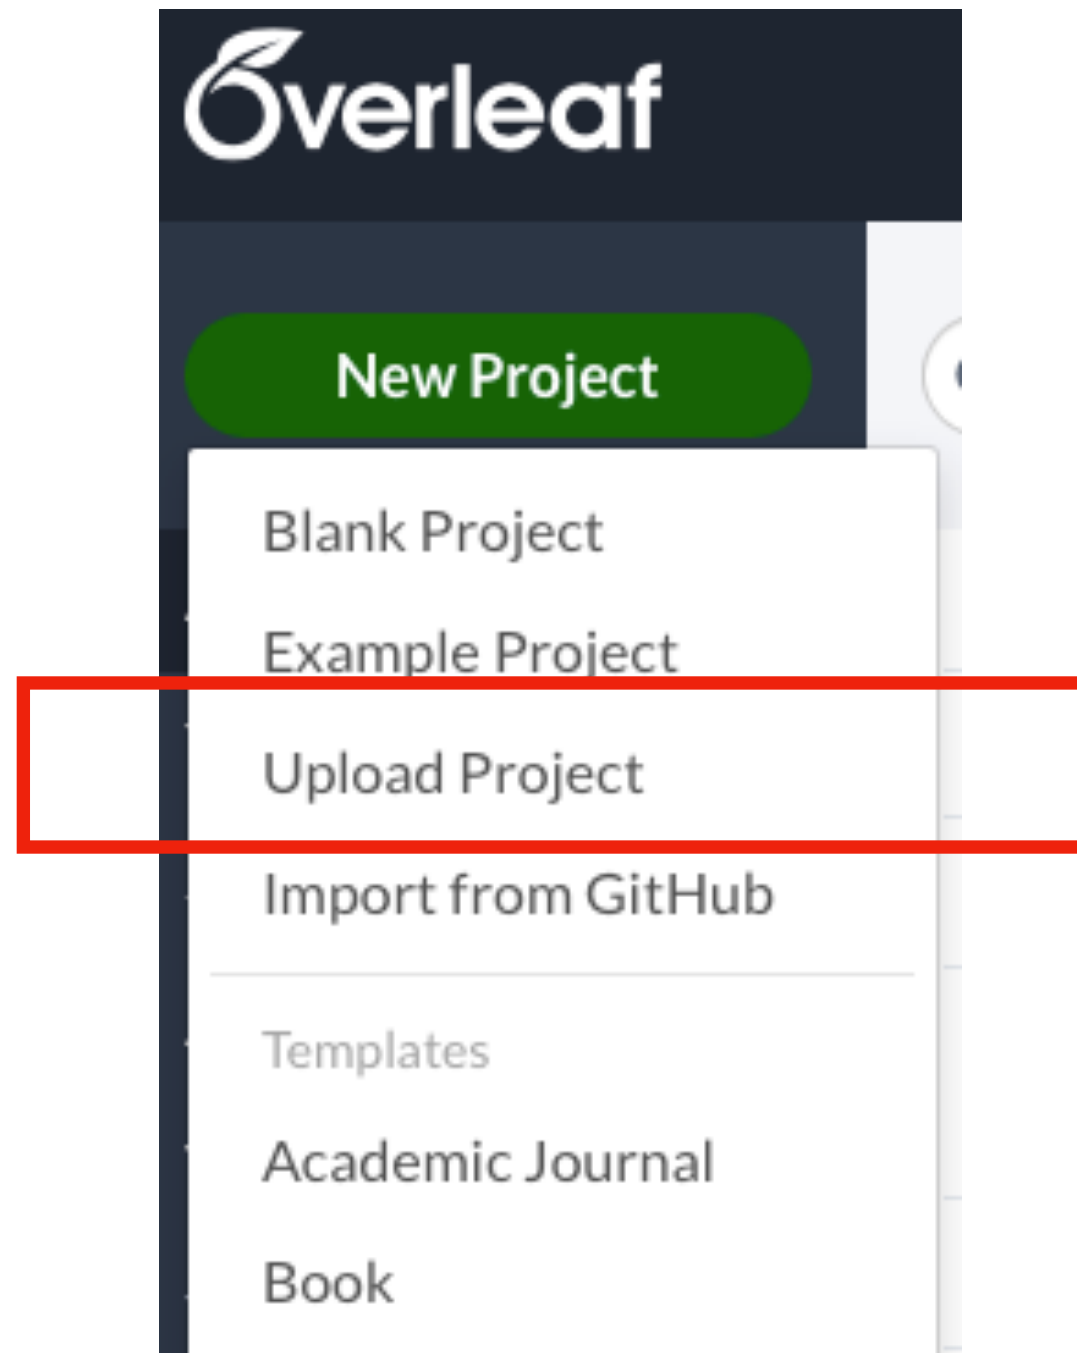 Overleaf
New Project
Blank Project
Example Project
Upload Project
Import from GitHub
Templates
Academic Journal
Book